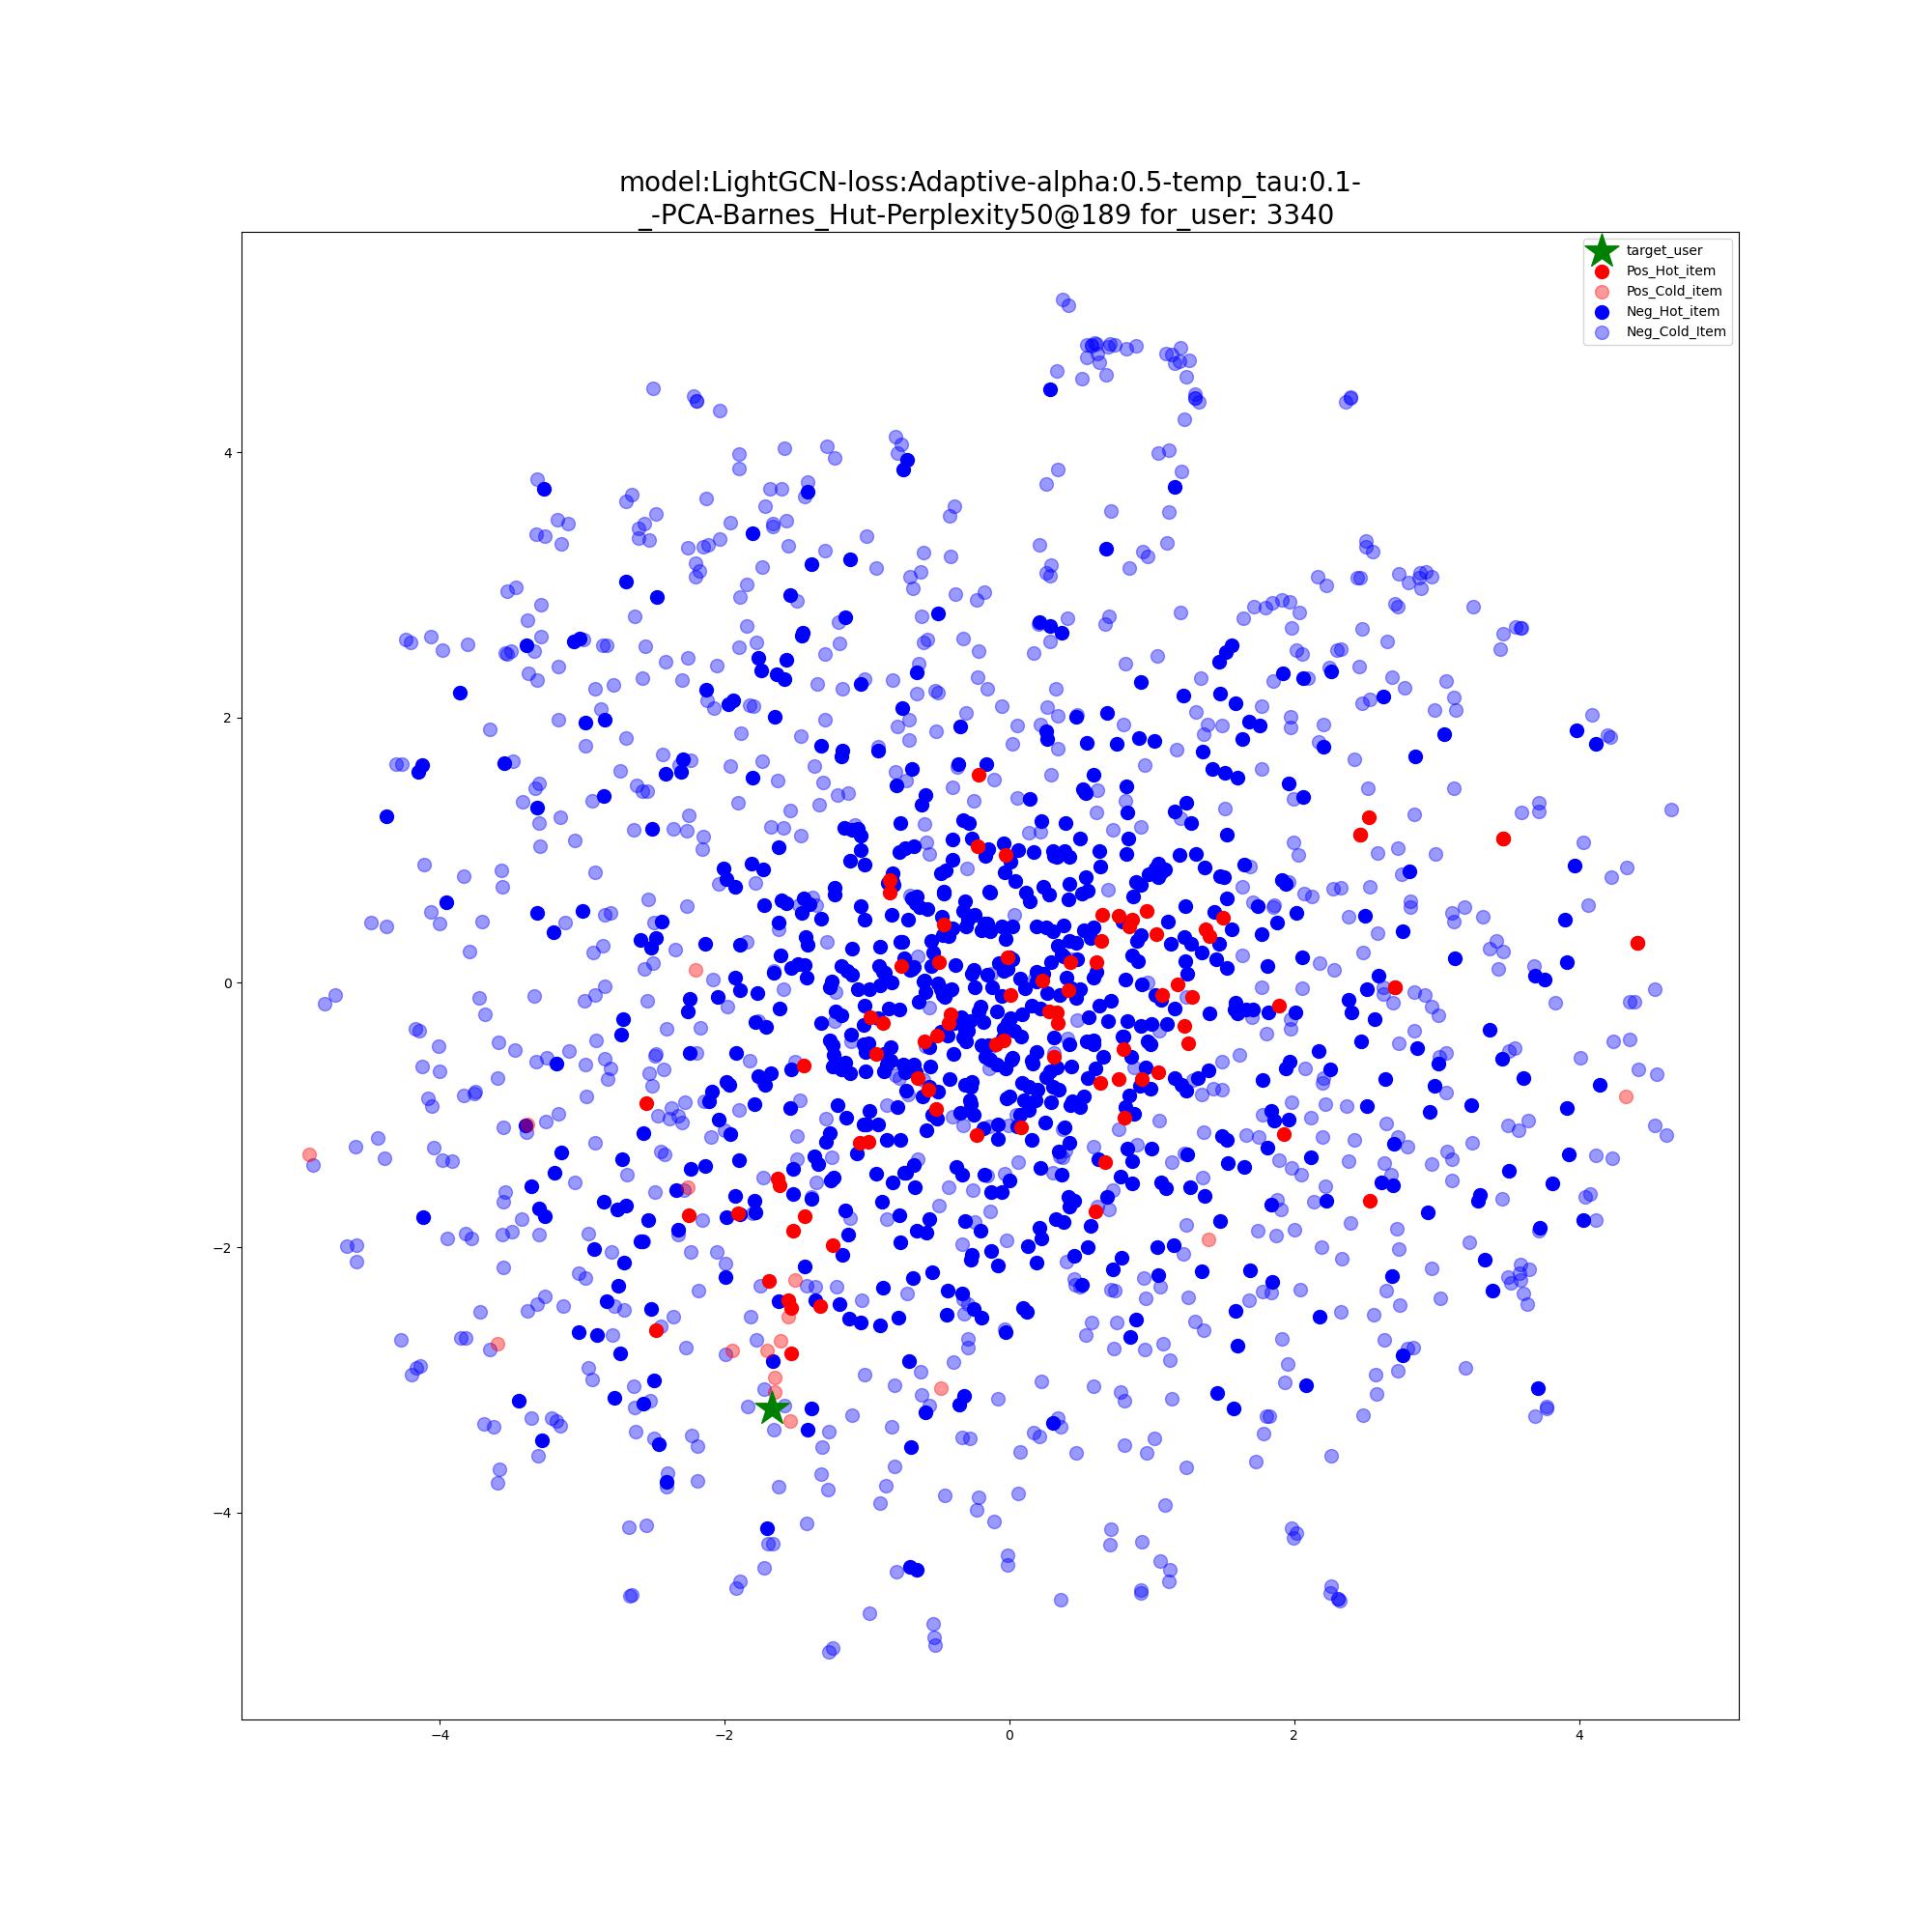 model:LightGCN-loss:Adaptive-alpha:0.5-temp_tau:0.1-
_-PCA-Barnes_Hut-Perplexity50@189 for_user: 3340
target_user
Pos_Hot_item
Pos_Cold_item
Neg_Hot_item
Neg_Cold_Item
4
2
0
−2
−4
−4
−2
0
2
4